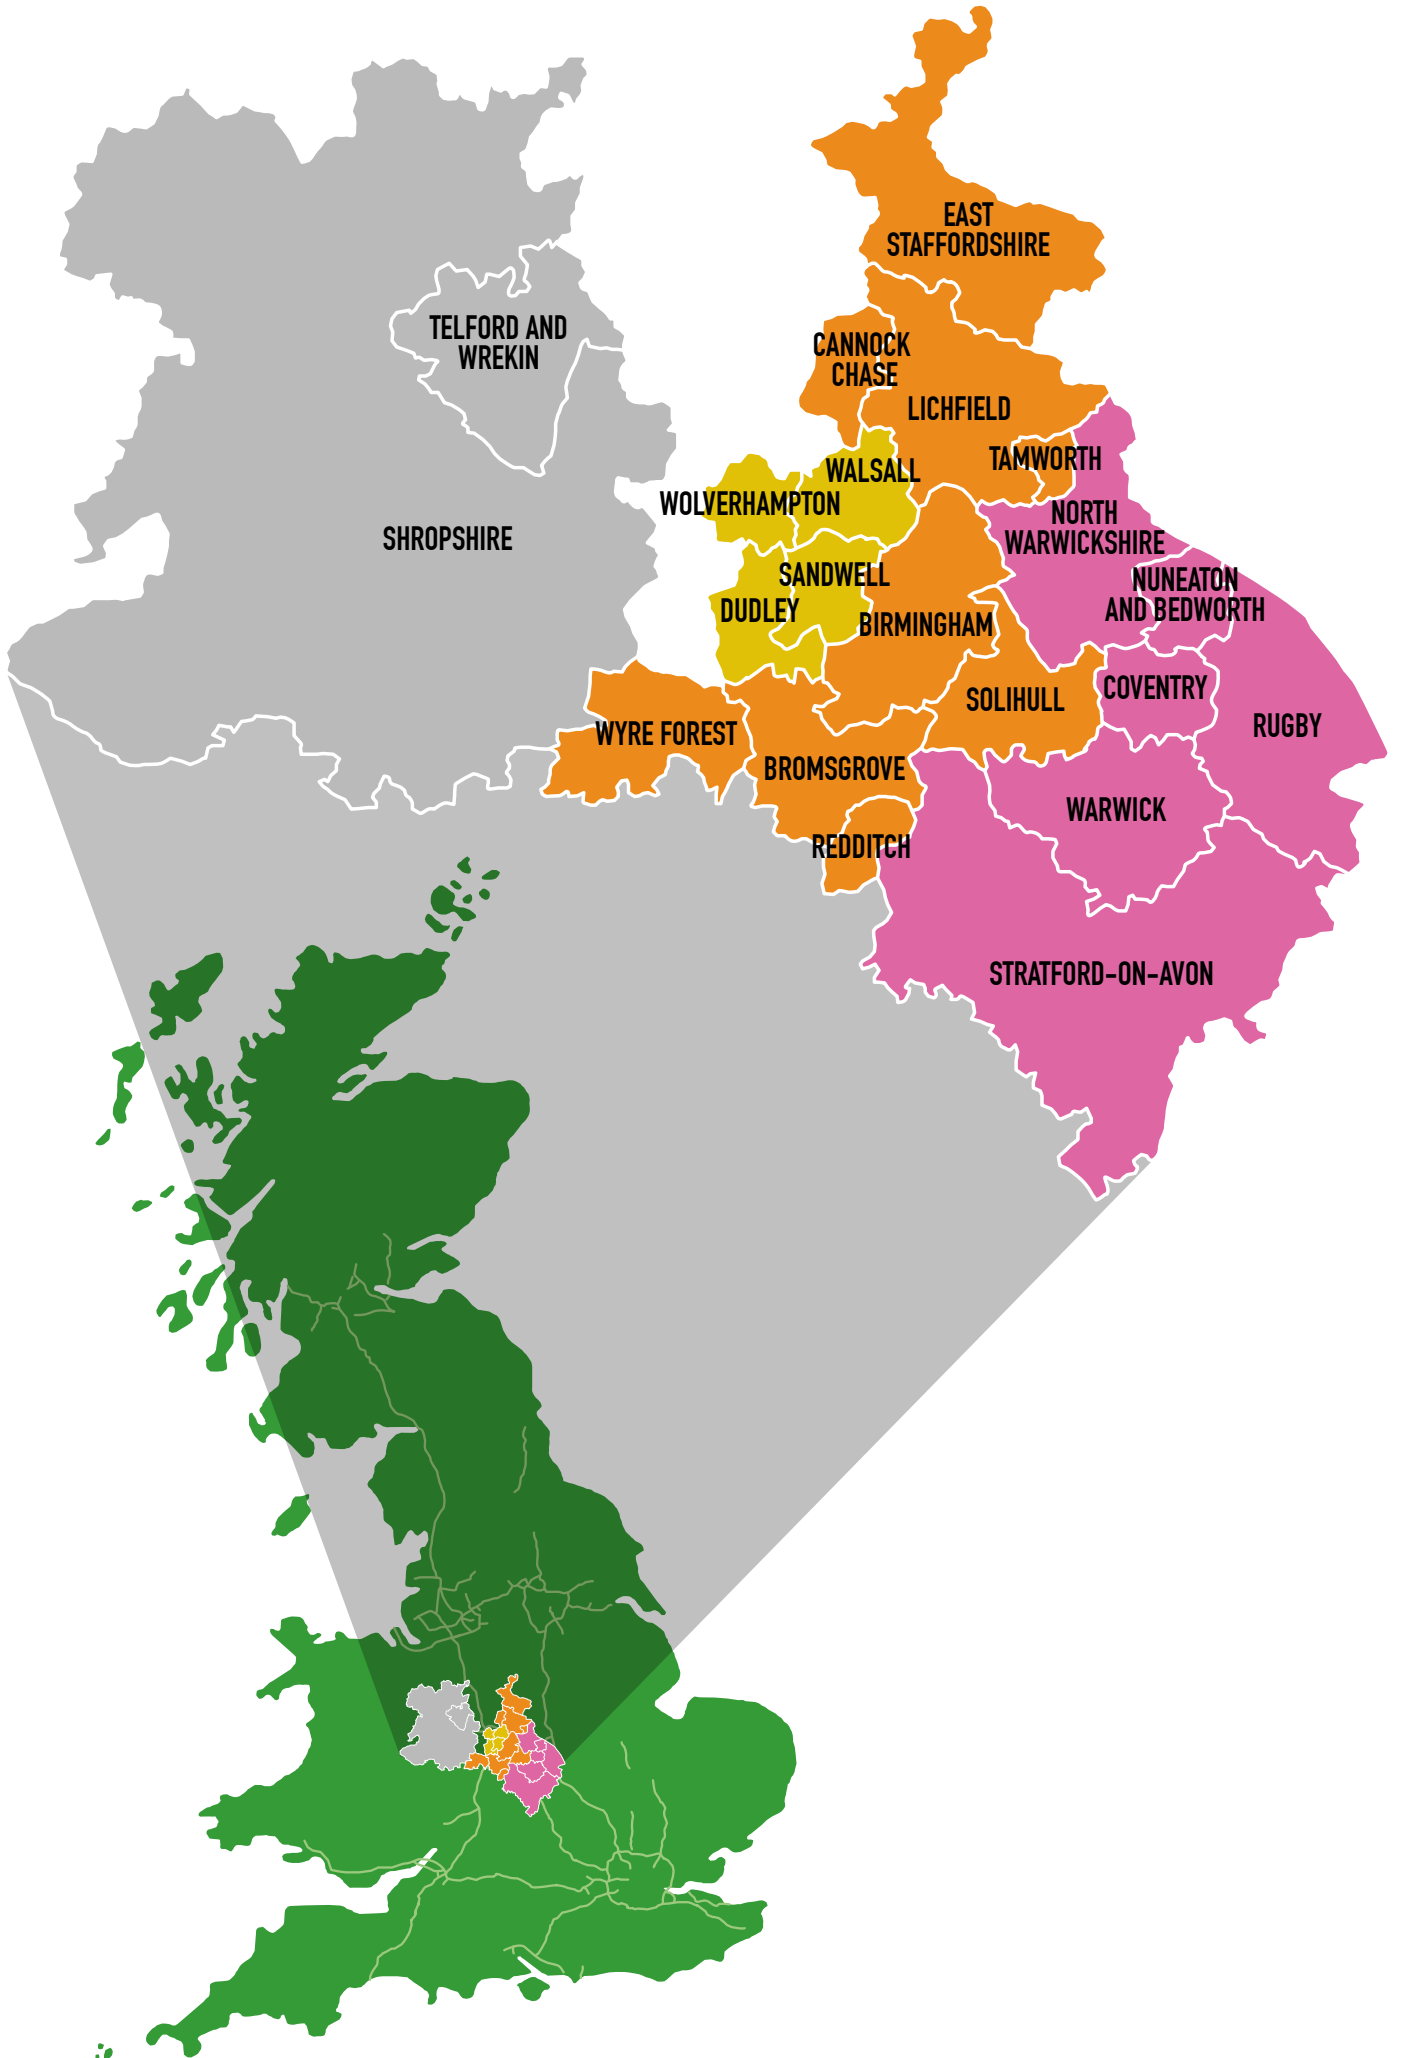 EAST
STAFFORDSHIRE
TELFORD AND
WREKIN
CANNOCK
CHASE
LICHFIELD
TAMWORTH
WALSALL
WOLVERHAMPTON
NORTH
WARWICKSHIRE
SHROPSHIRE
SANDWELL
NUNEATON
AND BEDWORTH
DUDLEY
BIRMINGHAM
COVENTRY
SOLIHULL
RUGBY
WYRE FOREST
BROMSGROVE
WARWICK
REDDITCH
STRATFORD-ON-AVON